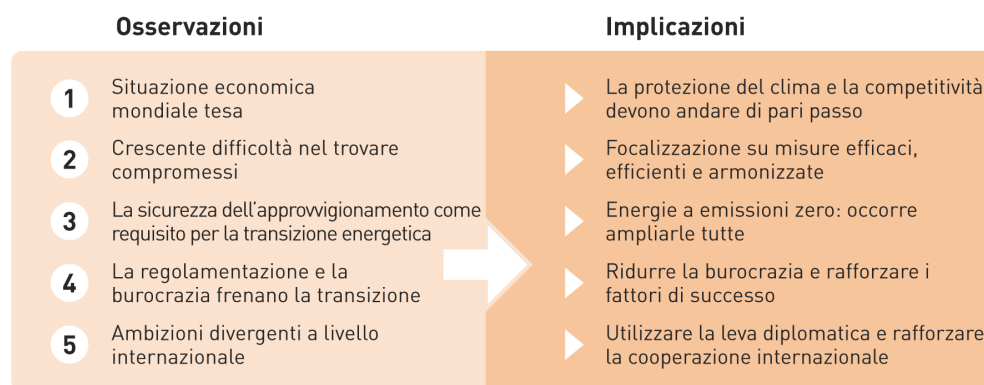 Osservazioni
Implicazioni
1
Situazione economica
mondiale tesa
La protezione del clima e la competitività
devono andare di pari passo
2
Crescente difficoltà nel trovare
compromessi
Focalizzazione su misure efficaci,
efficienti e armonizzate
3
La sicurezza dell'approvvigionamento come
requisito per la transizione energetica
Energie a emissioni zero: occorre
ampliarle tutte
4
La regolamentazione e la
burocrazia frenano la transizione
Ridurre la burocrazia e rafforzare i
fattori di successo
5
Ambizioni divergenti a livello
internazionale
Utilizzare la leva diplomatica e rafforzare
la cooperazione internazionale